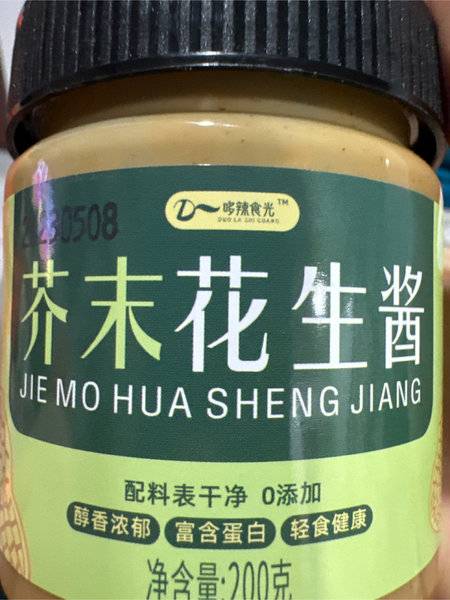 哆辣食光™
DUO LA SHI GUANG
20230508
芥末花生酱
JIE MO HUA SHENG JIANG
配料表干净 0添加
醇香浓郁 富含蛋白 轻食健康
净含量:200克